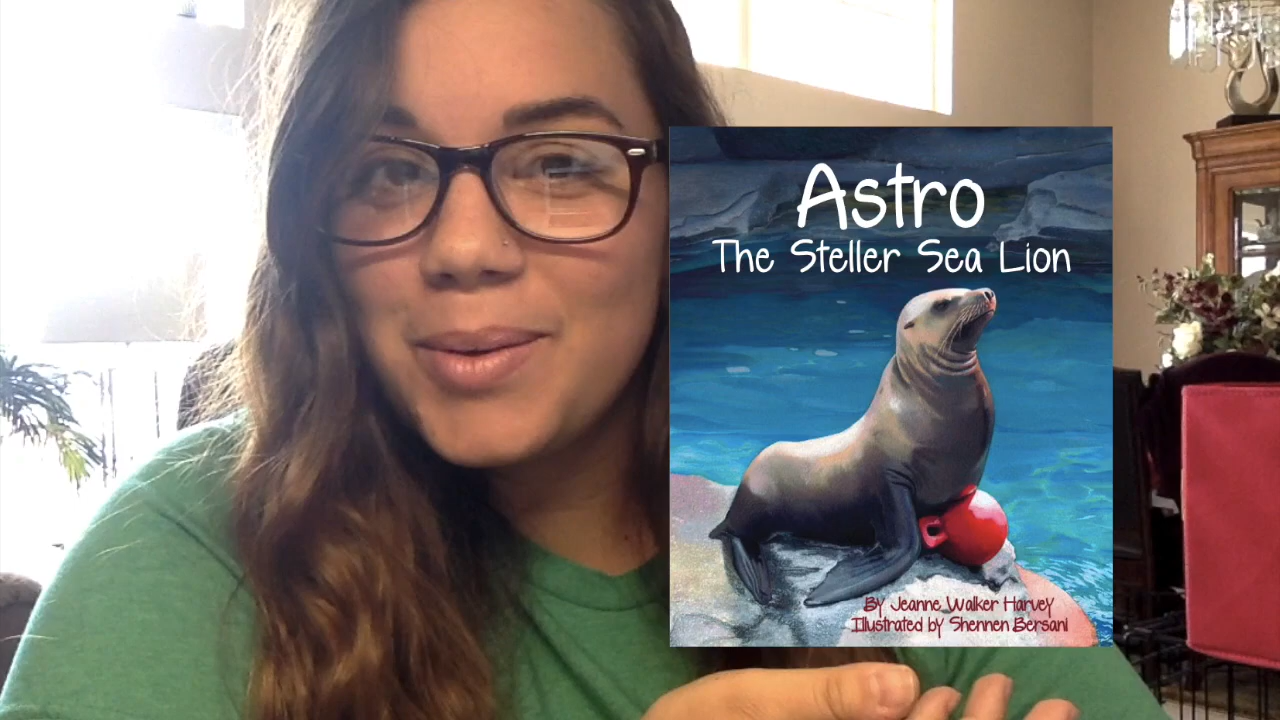 Astro
The Steller Sea Lion
By Jeanne Walker Harvey
Illustrated by Shennen Bersani